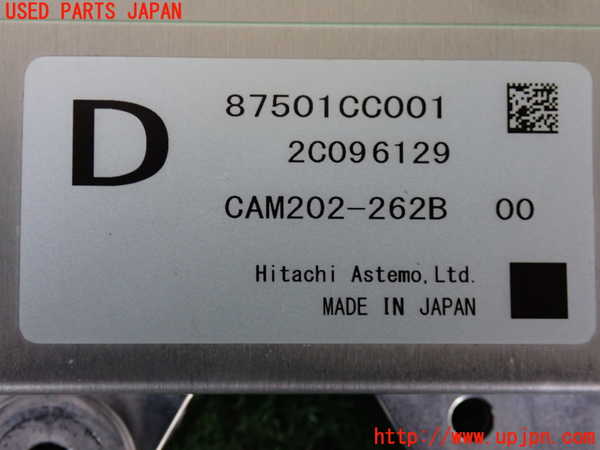 USED PARTS JAPAN
D
87501CC001
2C096129
CAM202-262B 00
Hitachi Astemo,Ltd.
MADE IN JAPAN
http://www.upjpn.com